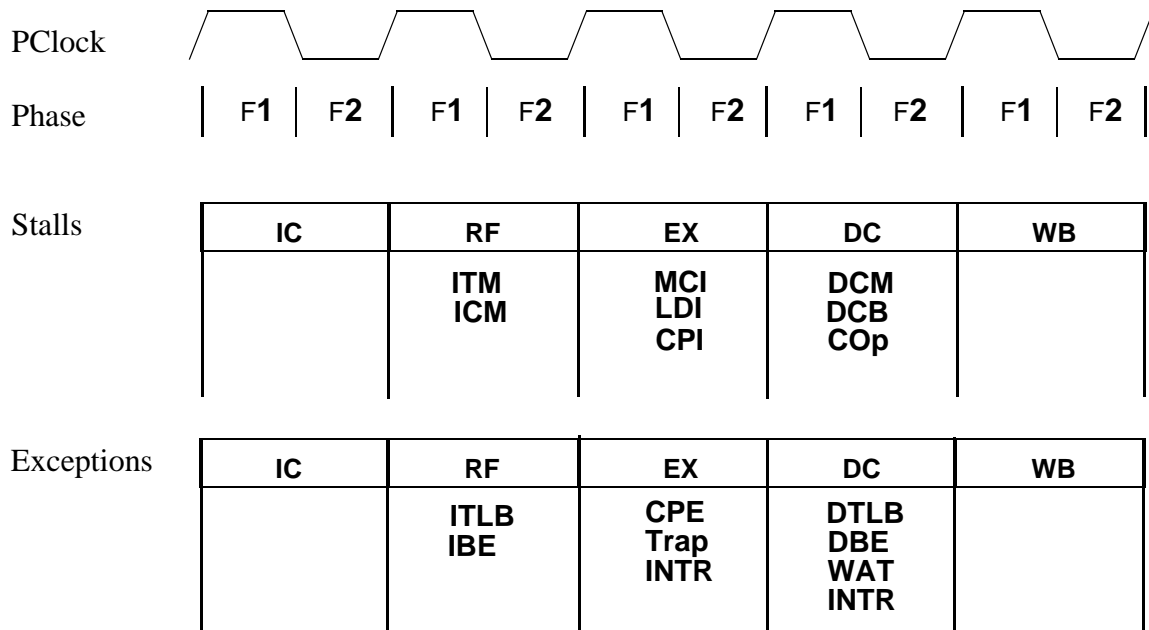 PClock
Phase F1 F2 F1 F2 F1 F2 F1 F2 F1 F2
Stalls IC RF EX DC WB
ITM MCI DCM
ICM LDI DCB
CPI COp
Exceptions IC RF EX DC WB
ITLB CPE DTLB
IBE Trap DBE
INTR WAT
INTR